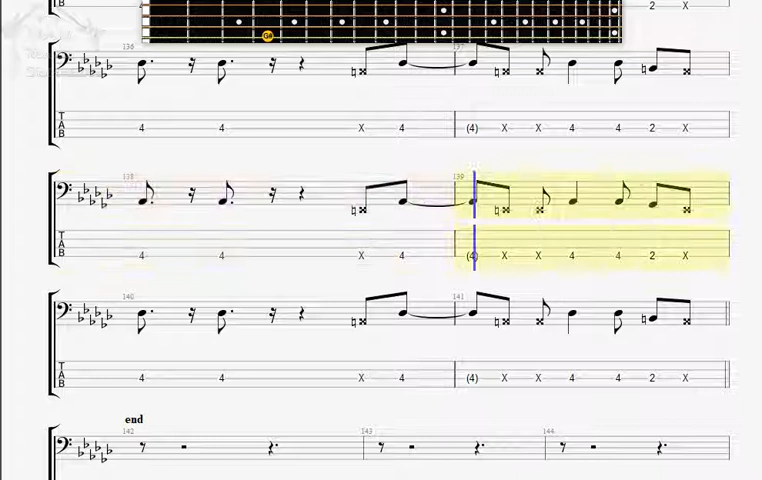 2 X
136 137
T
A 4 4 X 4 (4) X X 4 4 2 X
B
138 139
T
A
B 4 4 X 4 (4) X X 4 4 2 X
140 141
T
A 4 4 X 4 (4) X X 4 4 2 X
B
end
142 143 144